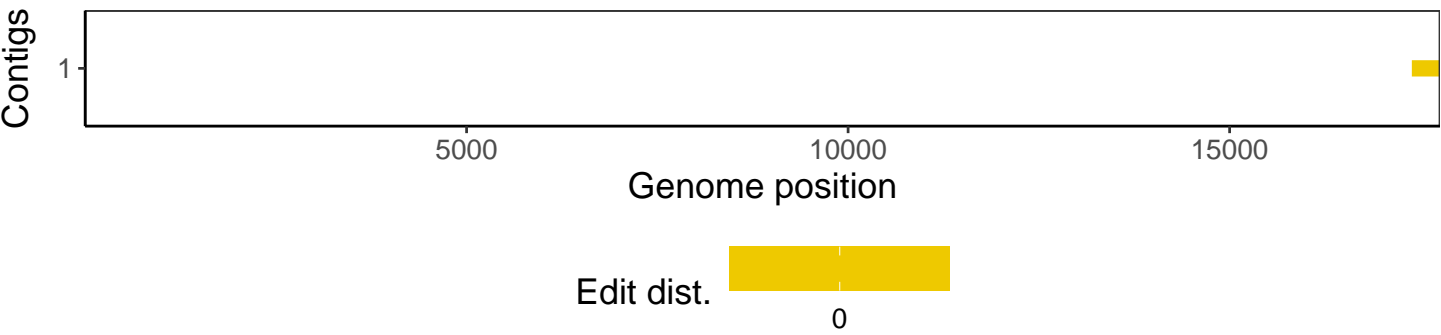 Contigs
1
5000 10000 15000
Genome position
Edit dist.
0